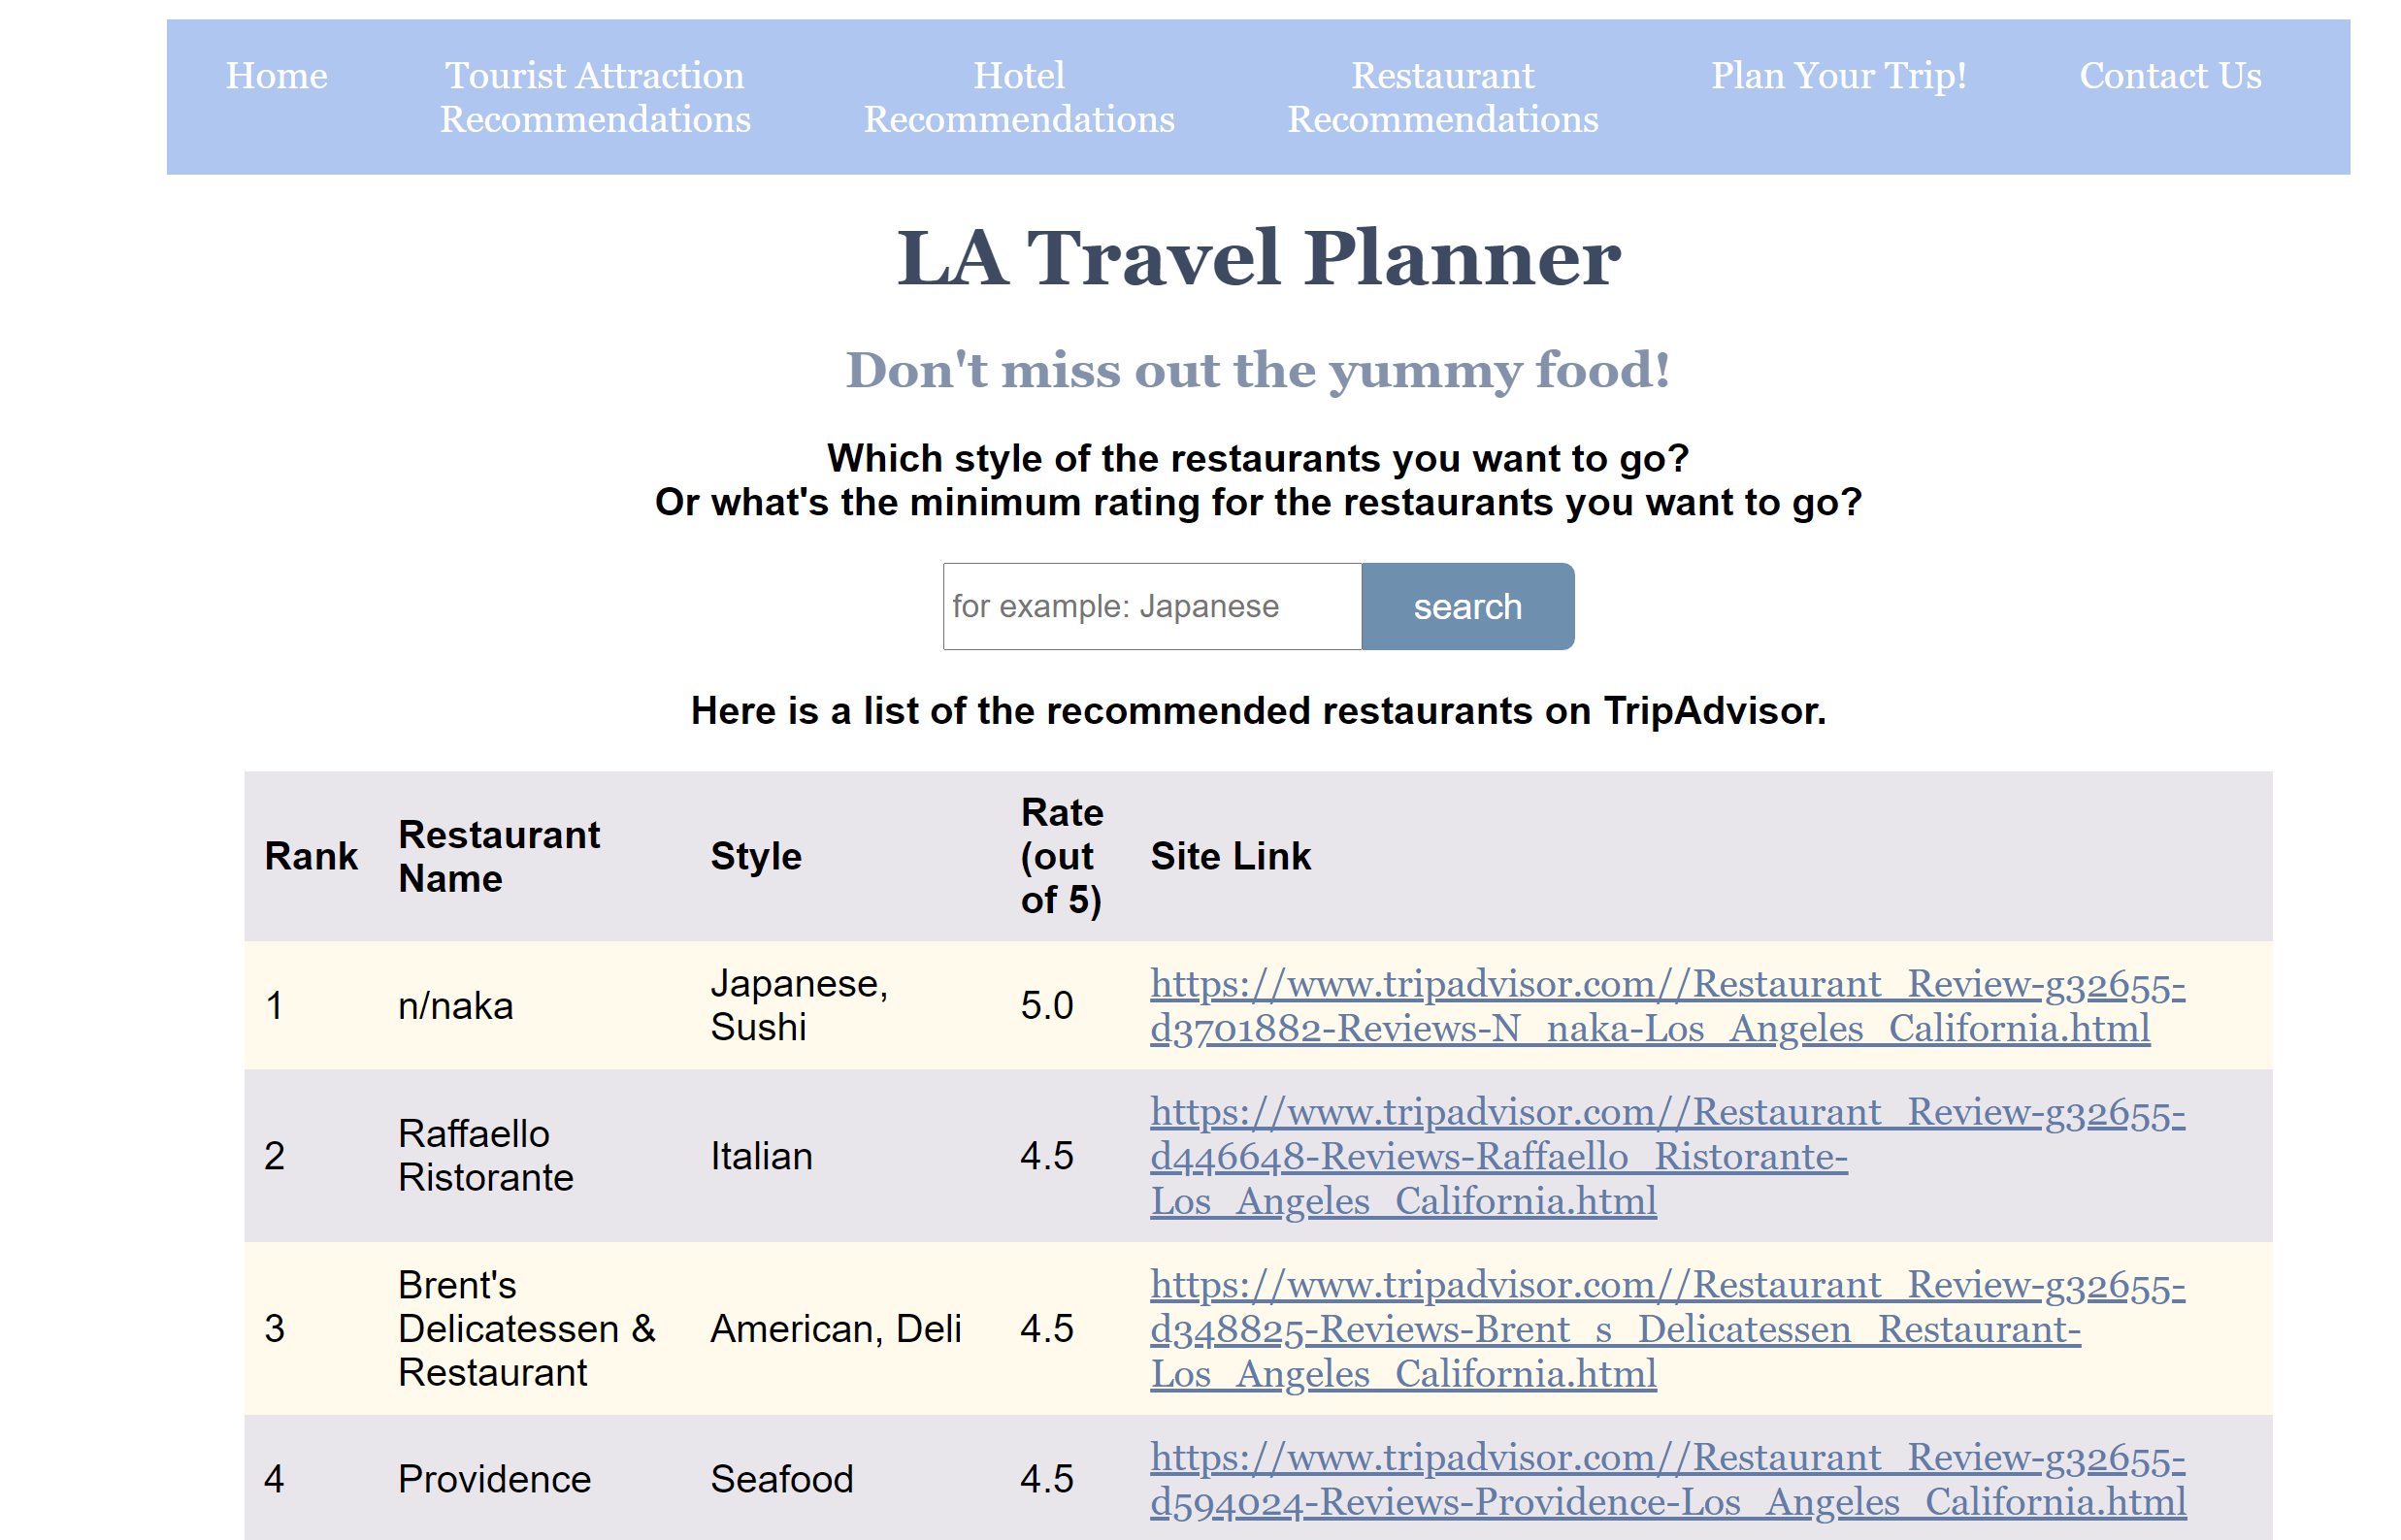 Home
Tourist Attraction
Recommendations
Hotel
Recommendations
Restaurant
Recommendations
Plan Your Trip!
Contact Us
LA Travel Planner
Don't miss out the yummy food!
Which style of the restaurants you want to go?
Or what's the minimum rating for the restaurants you want to go?
for example: Japanese
search
Here is a list of the recommended restaurants on TripAdvisor.
Rank
Restaurant
Name
Style
Rate
(out
of 5)
Site Link
1
n/naka
Japanese,
Sushi
5.0
https://www.tripadvisor.com//Restaurant_Review-g32655-
d3701882-Reviews-N_naka-Los_Angeles_California.html
2
Raffaello
Ristorante
Italian
4.5
https://www.tripadvisor.com//Restaurant_Review-g32655-
d446648-Reviews-Raffaello_Ristorante-
Los_Angeles_California.html
3
Brent's
Delicatessen &
Restaurant
American, Deli
4.5
https://www.tripadvisor.com//Restaurant_Review-g32655-
d348825-Reviews-Brent_s_Delicatessen_Restaurant-
Los_Angeles_California.html
4
Providence
Seafood
4.5
https://www.tripadvisor.com//Restaurant_Review-g32655-
d594024-Reviews-Providence-Los_Angeles_California.html